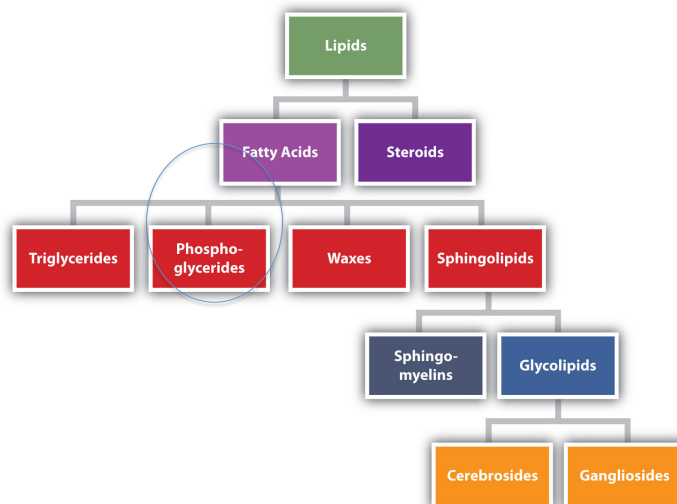 Lipids
Fatty Acids
Steroids
Triglycerides
Phospho-
glycerides
Waxes
Sphingolipids
Sphingo-
myelins
Glycolipids
Cerebrosides
Gangliosides